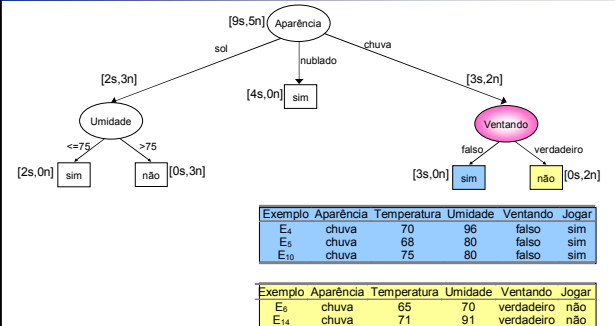 [9s,5n] Aparência
sol nublado chuva
[2s,3n] [4s,0n] sim [3s,2n]
Umidade Ventando
<=75 >75 falso verdadeiro
[2s,0n] sim não [0s,3n] [3s,0n] sim não [0s,2n]
Exemplo Aparência Temperatura Umidade Ventando Jogar
E4 chuva 70 96 falso sim
E5 chuva 68 80 falso sim
E10 chuva 75 80 falso sim
Exemplo Aparência Temperatura Umidade Ventando Jogar
E6 chuva 65 70 verdadeiro não
E14 chuva 71 91 verdadeiro não